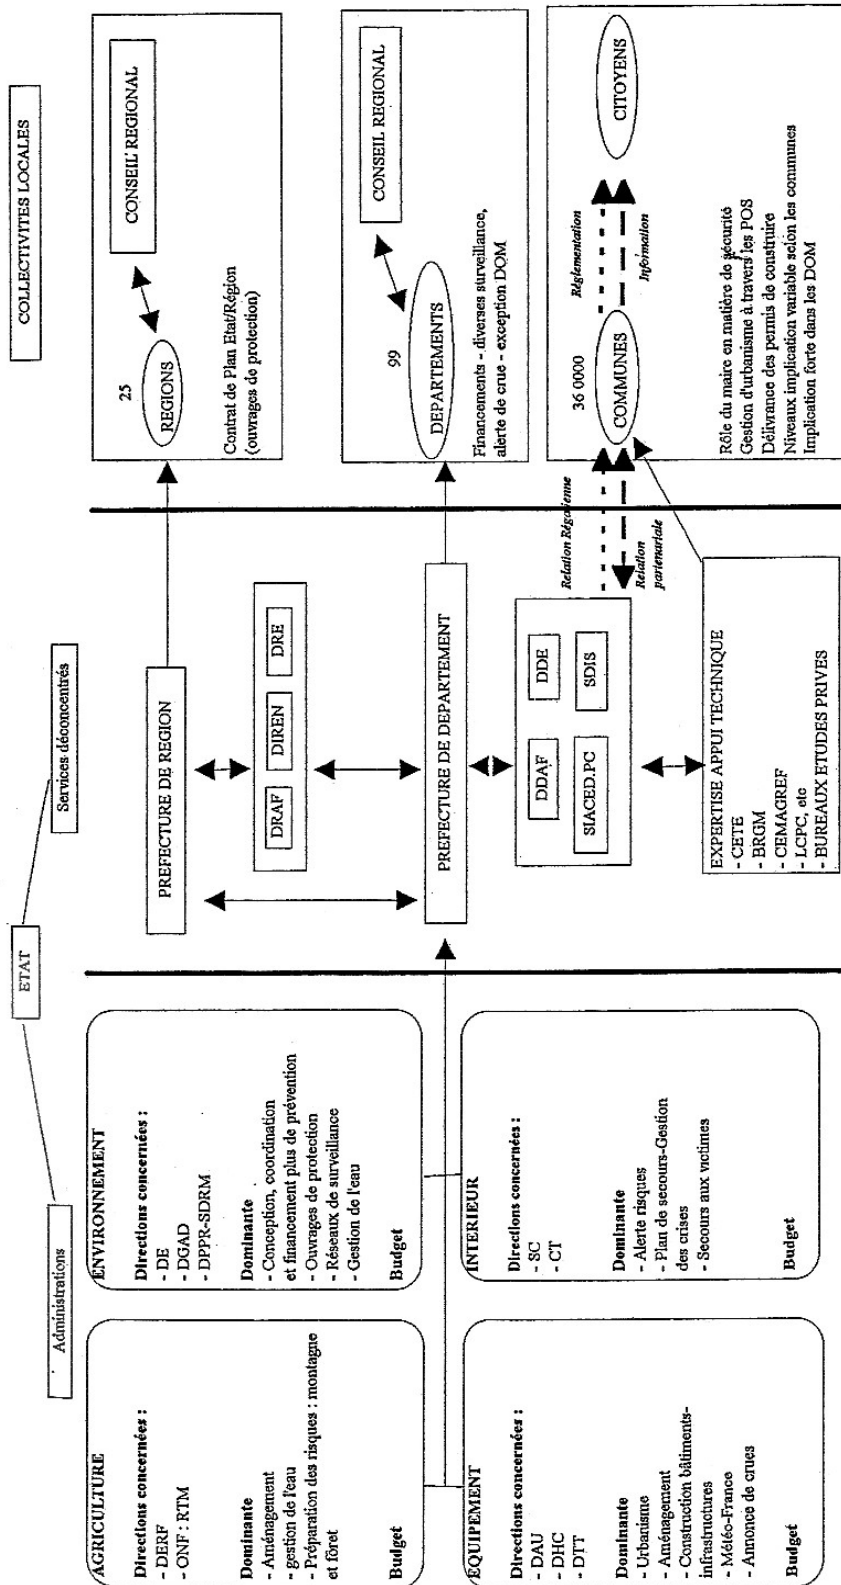 ETAT
COLLECTIVITES LOCALES
Administrations
Services déconcentrés
AGRICULTURE
Directions concernées :
- DERF
- ONF : RTM
Dominante
- Aménagement
- gestion de l'eau
- Préparation des risques : montagne
et fôret
Budget
ENVIRONNEMENT
Directions concernées :
- DE
- DGAD
- DPPR-SDRM
Dominante
- Conception, coordination
et financement plus de prévention
- Ouvrages de protection
- Réseaux de surveillance
- Gestion de l'eau
Budget
EQUIPEMENT
Directions concernées :
- DAU
- DHC
- DTT
Dominante
- Urbanisme
- Aménagement
- Construction bâtiments-
infrastructures
- Météo-France
- Annonce de crues
Budget
INTERIEUR
Directions concernées :
- SC
- CT
Dominante
- Alerte risques
- Plan de secours-Gestion
des crises
- Secours aux victimes
Budget
PREFECTURE DE REGION
DRAF
DIREN
DRE
PREFECTURE DE DEPARTEMENT
DDAF
DDE
SIACED.PC
SDIS
EXPERTISE APPUI TECHNIQUE
- CETE
- BRGM
- CEMAGREF
- LCPC, etc
- BUREAUX ETUDES PRIVES
Relation Régalienne
Relation
partenariale
25
REGIONS
CONSEIL REGIONAL
Contrat de Plan Etat/Région
(ouvrages de protection)
99
DEPARTEMENTS
CONSEIL REGIONAL
Financements - diverses surveillance,
alerte de crue - exception DOM
36 0000
COMMUNES
Règlementation
Information
CITOYENS
Rôle du maire en matière de sécurité
Gestion d'urbanisme à travers les POS
Délivrance des permis de construire
Niveaux implication variable selon les communes
Implication forte dans les DOM